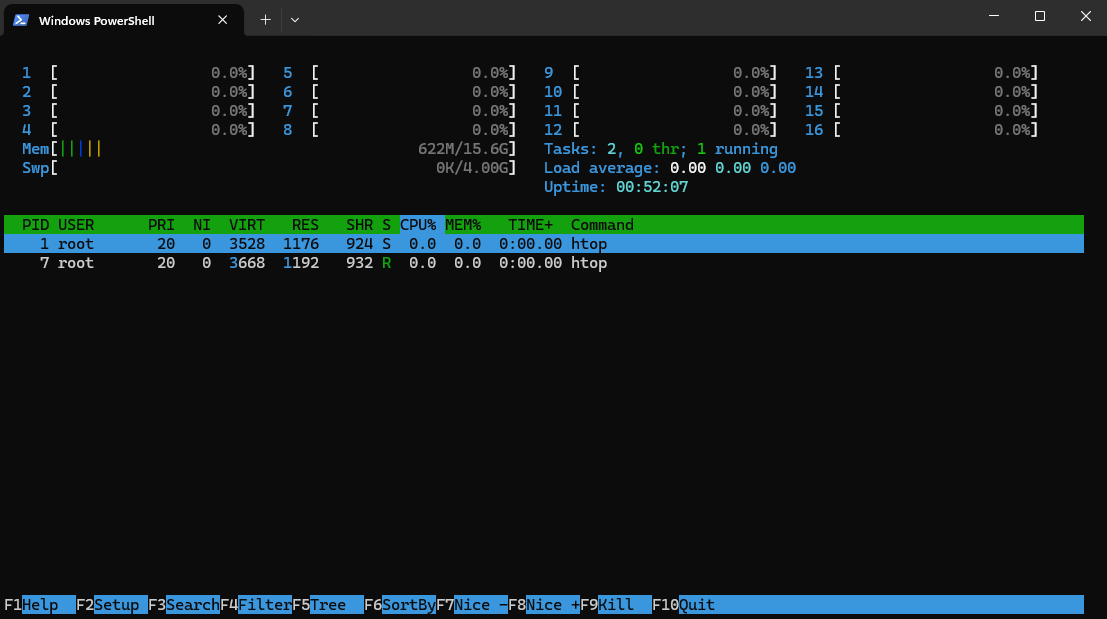 Windows PowerShell
1 [ 0.0%] 5 [ 0.0%] 9 [ 0.0%] 13 [ 0.0%]
2 [ 0.0%] 6 [ 0.0%] 10 [ 0.0%] 14 [ 0.0%]
3 [ 0.0%] 7 [ 0.0%] 11 [ 0.0%] 15 [ 0.0%]
4 [ 0.0%] 8 [ 0.0%] 12 [ 0.0%] 16 [ 0.0%]
Mem[||||| 622M/15.6G] Tasks: 2, 0 thr; 1 running
Swp[ 0K/4.00G] Load average: 0.00 0.00 0.00
Uptime: 00:52:07
PID USER PRI NI VIRT RES SHR S CPU% MEM% TIME+ Command
1 root 20 0 3528 1176 924 S 0.0 0.0 0:00.00 htop
7 root 20 0 3668 1192 932 R 0.0 0.0 0:00.00 htop
F1Help F2Setup F3SearchF4FilterF5Tree F6SortByF7Nice -F8Nice +F9Kill F10Quit